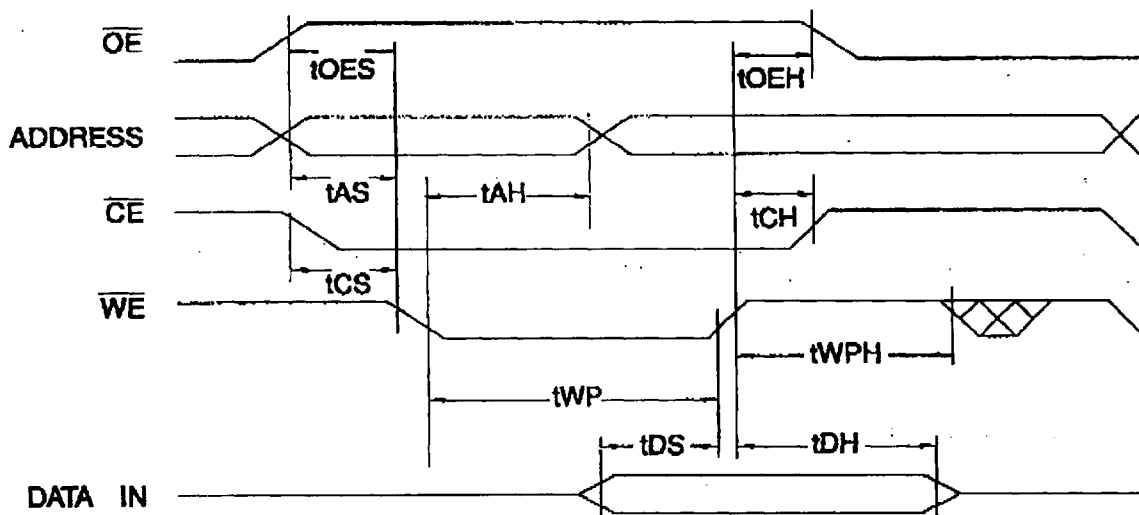 OE
tOES
tOEH
ADDRESS
tAS
tAH
CE
tCH
tCS
WE
tWPH
tWP
tDS
tDH
DATA IN